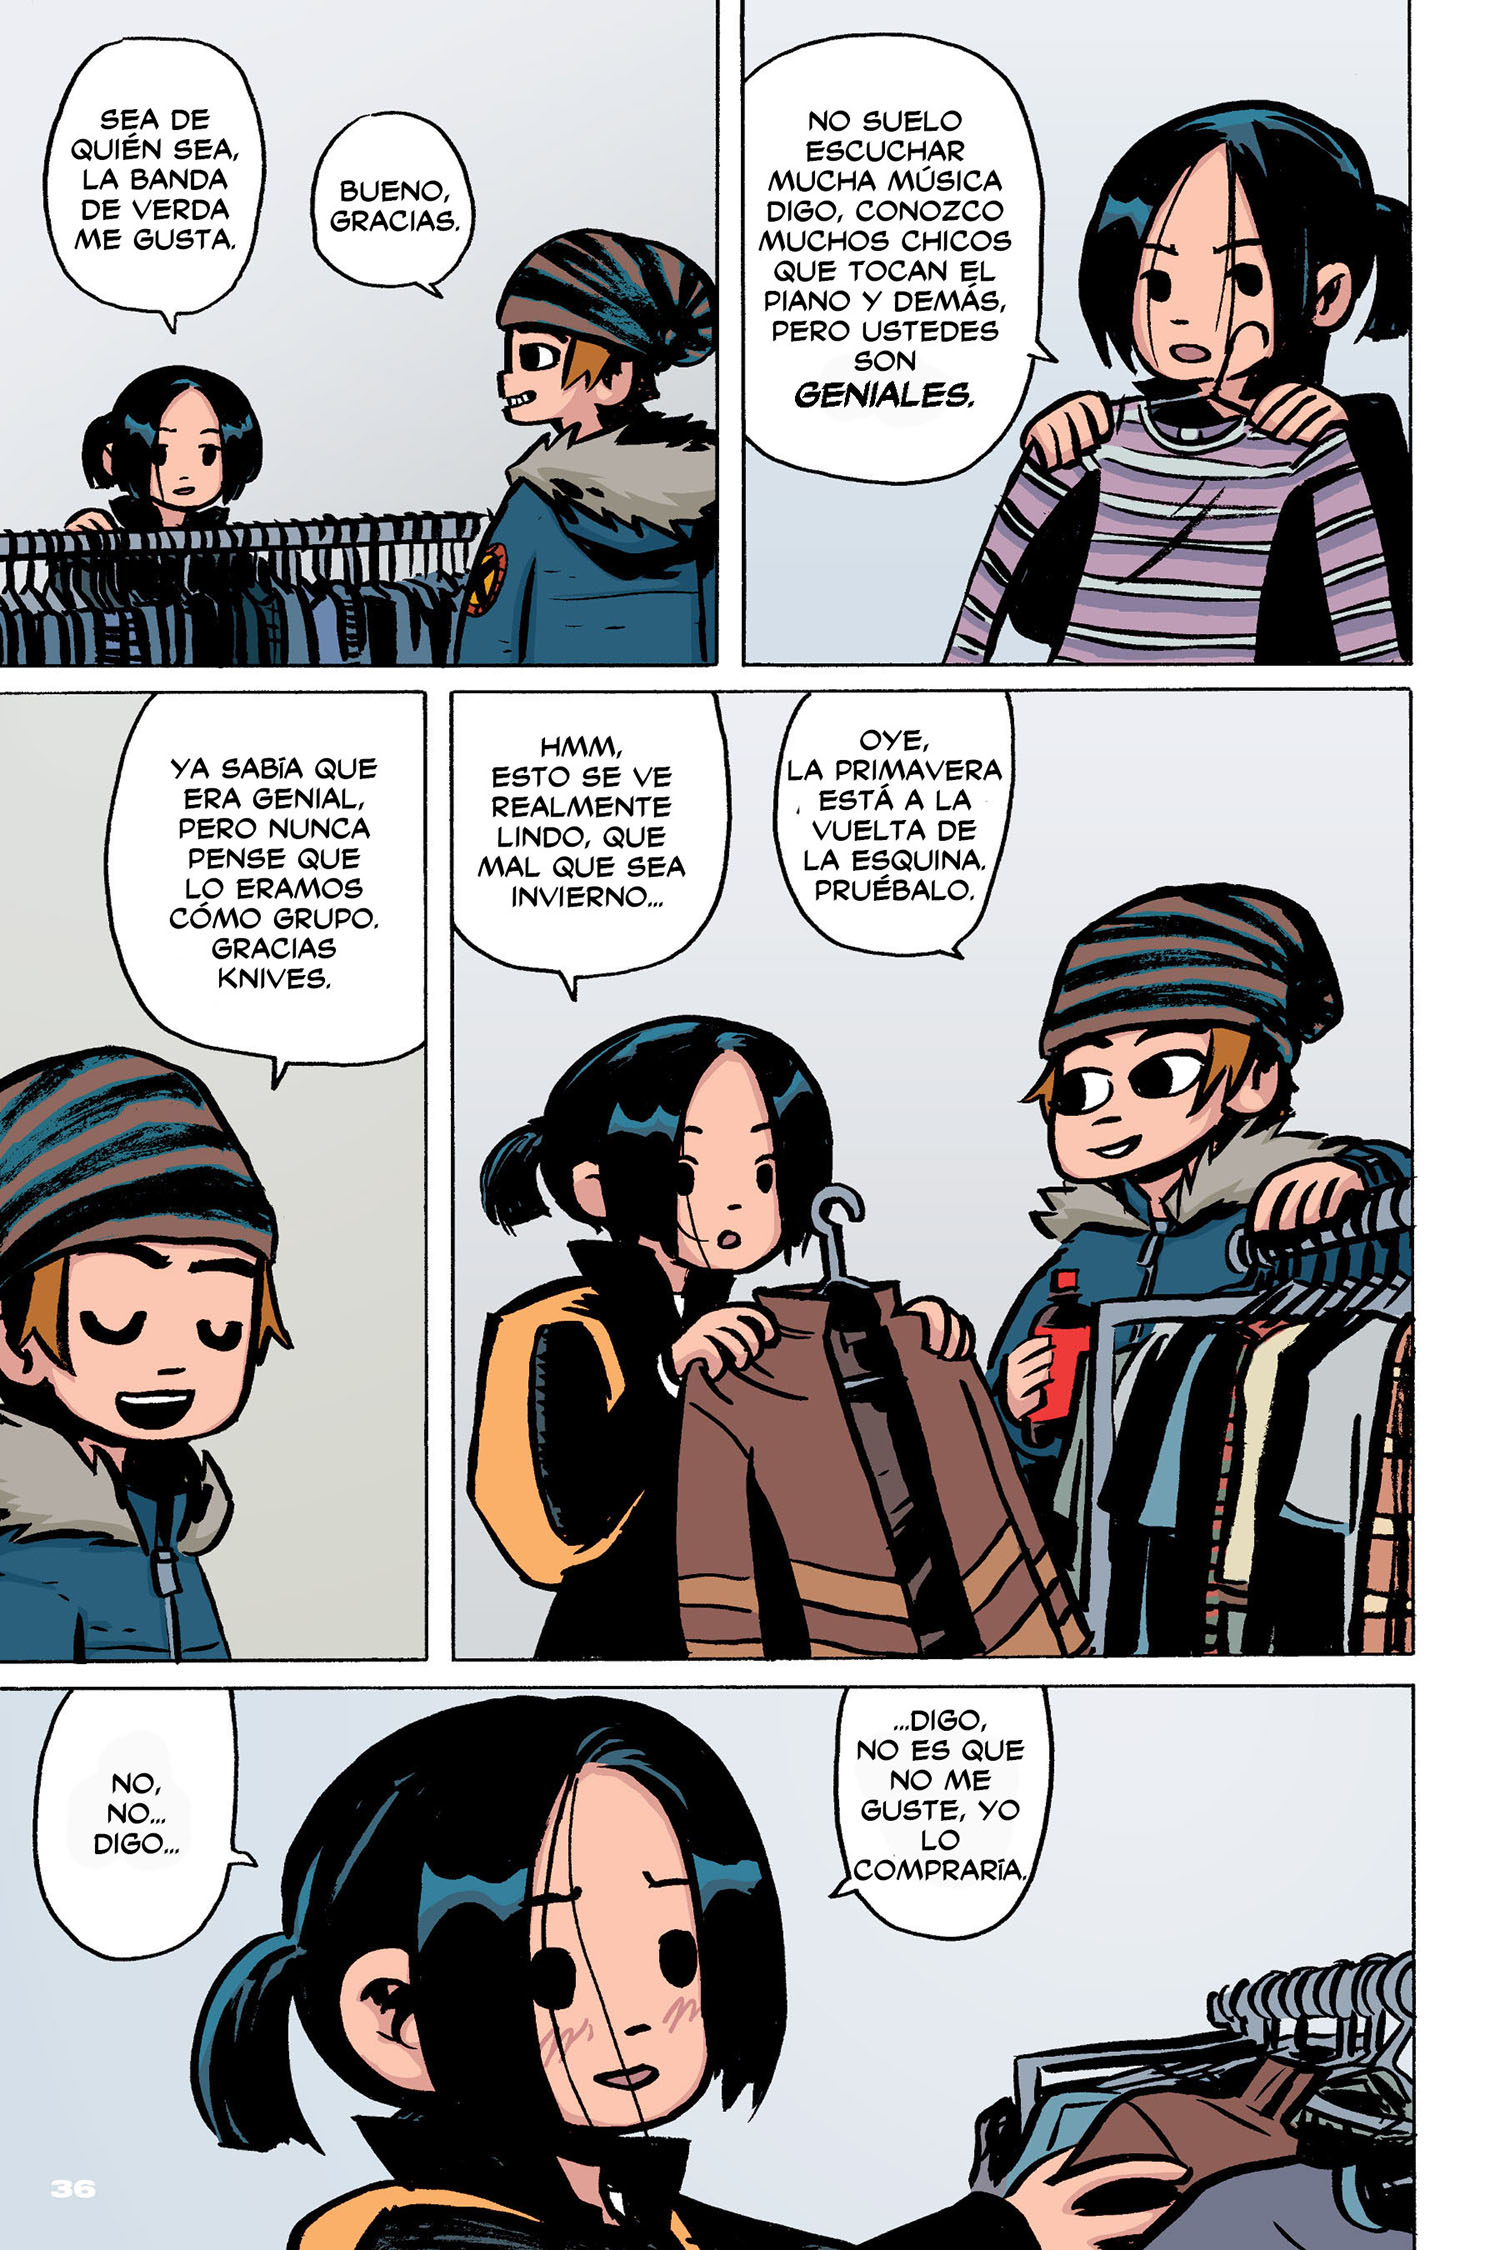 SEA DE
QUIÉN SEA,
LA BANDA
DE VERDA
ME GUSTA.
BUENO,
GRACIAS.
NO SUELO
ESCUCHAR
MUCHA MÚSICA
DIGO, CONOZCO
MUCHOS CHICOS
QUE TOCAN EL
PIANO Y DEMÁS,
PERO USTEDES
SON
GENIALES.
YA SABÍA QUE
ERA GENIAL,
PERO NUNCA
PENSE QUE
LO ERAMOS
CÓMO GRUPO.
GRACIAS
KNIVES.
HMM,
ESTO SE VE
REALMENTE
LINDO, QUE
MAL QUE SEA
INVIERNO...
OYE,
LA PRIMAVERA
ESTÁ A LA
VUELTA DE
LA ESQUINA.
PRUÉBALO.
NO,
NO...
DIGO...
...DIGO,
NO ES QUE
NO ME
GUSTE, YO
LO
COMPRARÍA.
36